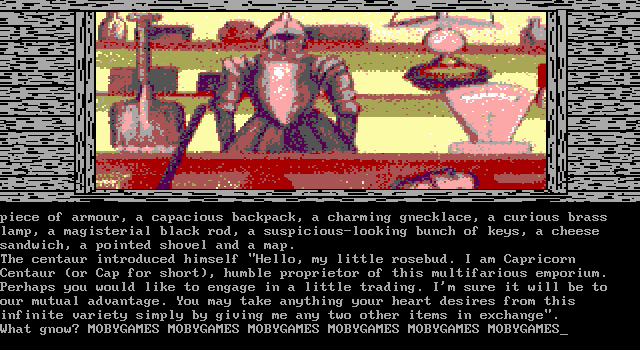 piece of armour, a capacious backpack, a charming gnecklace, a curious brass
lamp, a magisterial black rod, a suspicious-looking bunch of keys, a cheese
sandwich, a pointed shovel and a map.
The centaur introduced himself "Hello, my little rosebud. I am Capricorn
Centaur (or Cap for short), humble proprietor of this multifarious emporium.
Perhaps you would like to engage in a little trading. I'm sure it will be to
our mutual advantage. You may take anything your heart desires from this
infinite variety simply by giving me any two other items in exchange".
What gnow? MOBYGAMES MOBYGAMES MOBYGAMES MOBYGAMES MOBYGAMES MOBYGAMES_